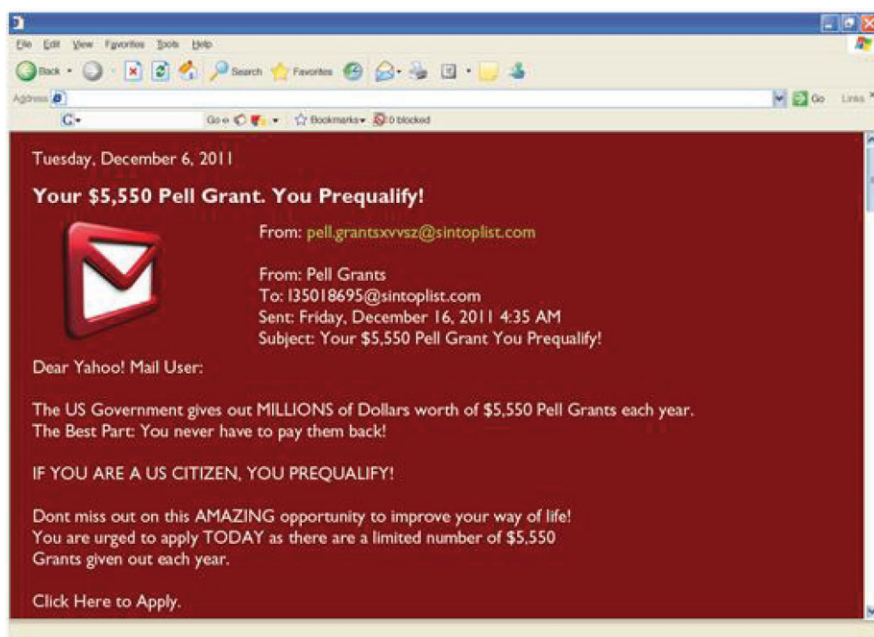 File Edit View Favorites Tools Help
Back Search Favorites
Address Go Links
G Go Bookmarks 0 blocked
Tuesday, December 6, 2011
Your $5,550 Pell Grant. You Prequalify!
From: pell.grantsxvvsz@sintoplist.com
From: Pell Grants
To: l35018695@sintoplist.com
Sent: Friday, December 16, 2011 4:35 AM
Subject: Your $5,550 Pell Grant You Prequalify!
Dear Yahoo! Mail User:
The US Government gives out MILLIONS of Dollars worth of $5,550 Pell Grants each year.
The Best Part: You never have to pay them back!
IF YOU ARE A US CITIZEN, YOU PREQUALIFY!
Dont miss out on this AMAZING opportunity to improve your way of life!
You are urged to apply TODAY as there are a limited number of $5,550
Grants given out each year.
Click Here to Apply.